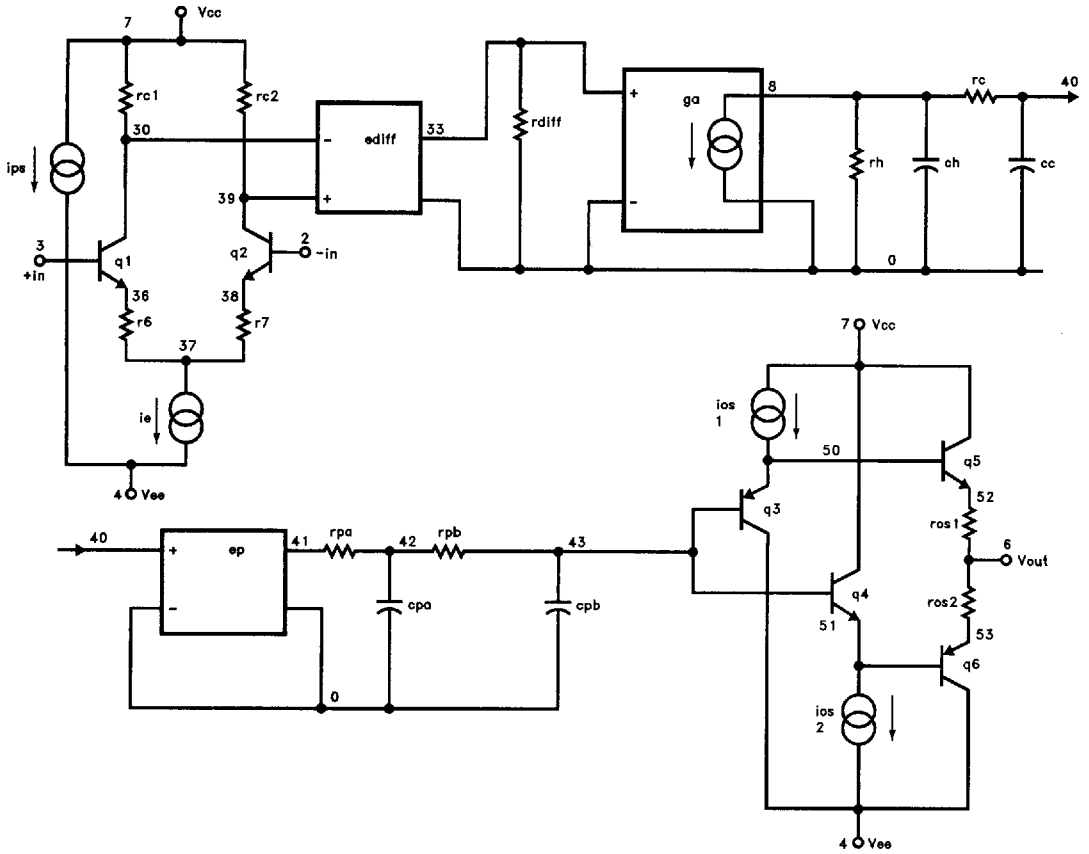 7 Vcc
rc1 rc2
30 33
ips ediff rdiff
39
3 +in q1 q2 2 -in
36 38
r6 r7
37
ie
4 Vee
+ -
- +
ga 8 rc 40
rh ch cc
0
40 + ep 41 rpa 42 rpb 43
- cpa cpb
0
7 Vcc
ios 1 50 q5
q3 52
ros1
6 Vout
q4 ros2
51 53
q6
ios 2
4 Vee